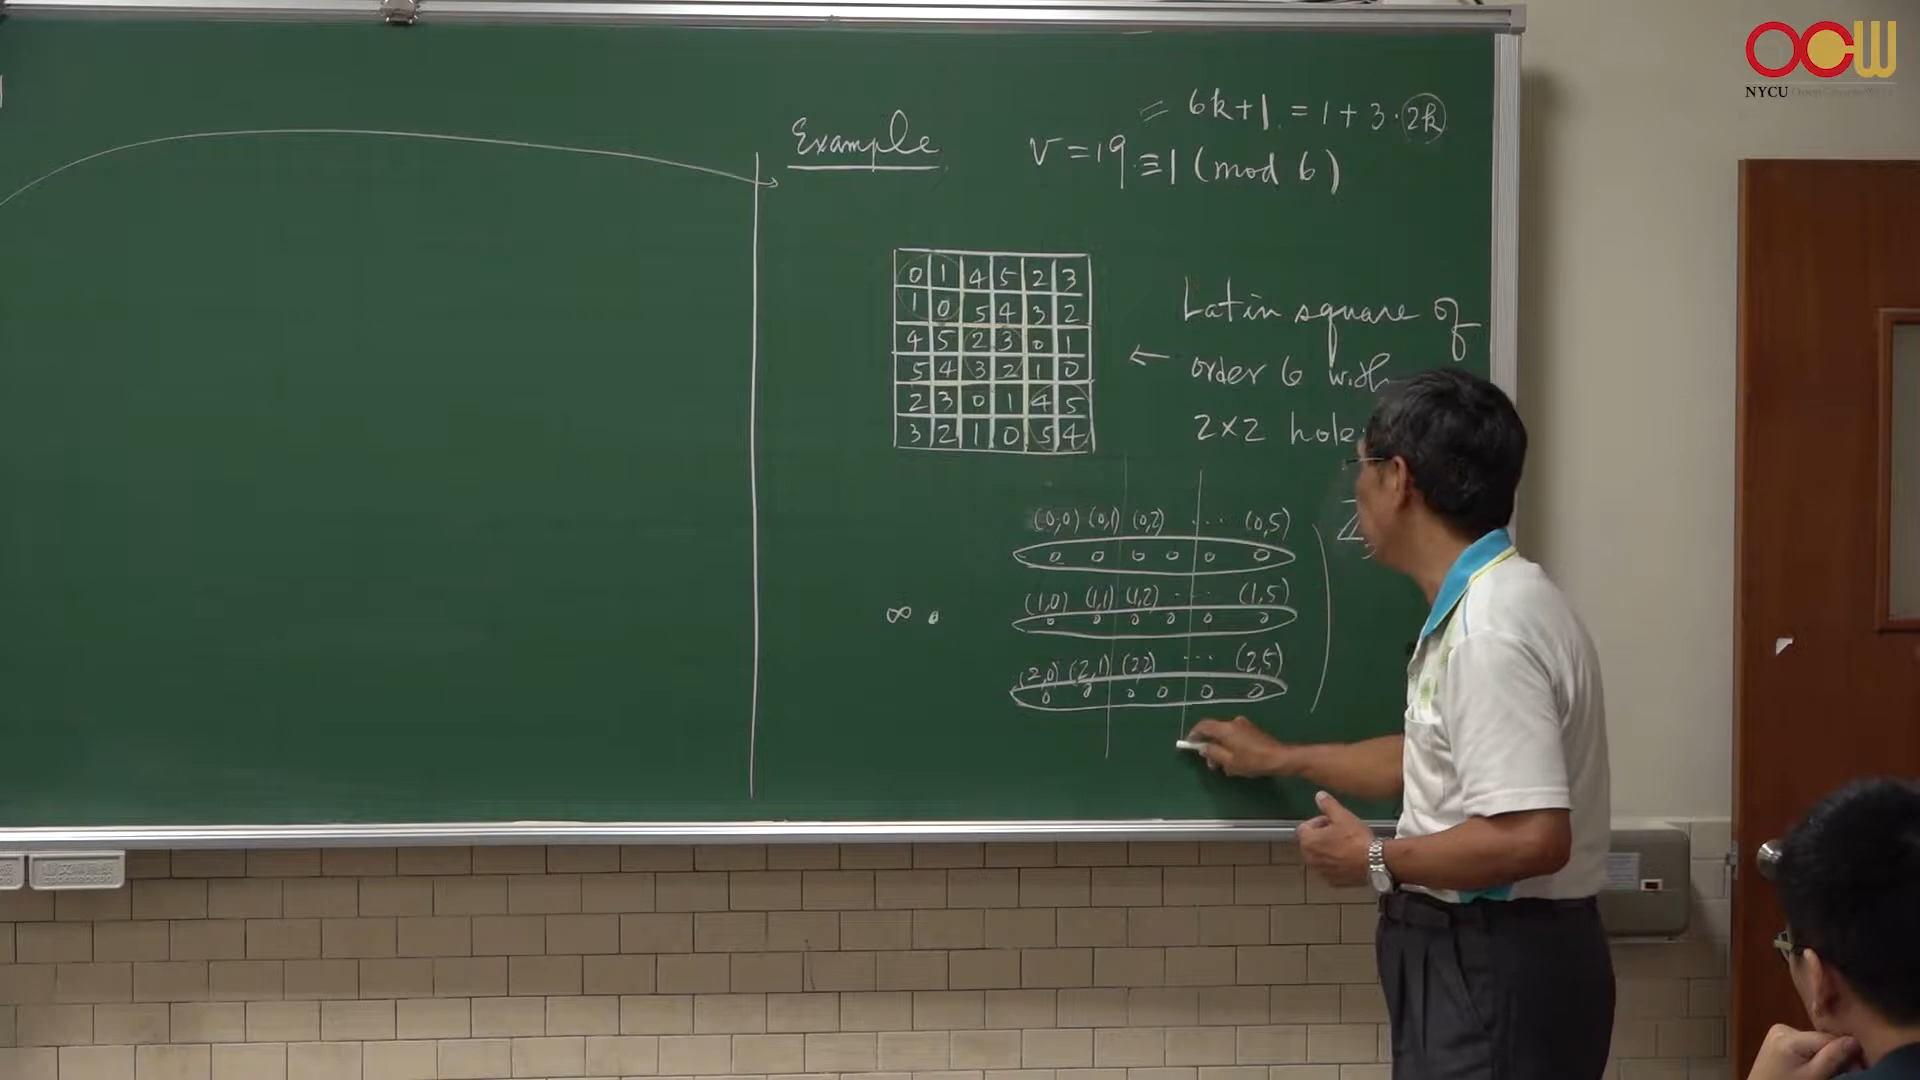 OCW
NYCU
Example
= 6k+1 = 1+3·2k
v=19 ≡1 (mod 6)
0 1 4 5 2 3
1 0 5 4 3 2
4 5 2 3 0 1
5 4 3 2 1 0
2 3 0 1 4 5
3 2 1 0 5 4
← Latin square of
order 6 with
2×2 hole
(0,0) (0,1) (0,2) ... (0,5)
(1,0) (1,1) (1,2) ... (1,5)
∞
(2,0) (2,1) (2,2) ... (2,5)